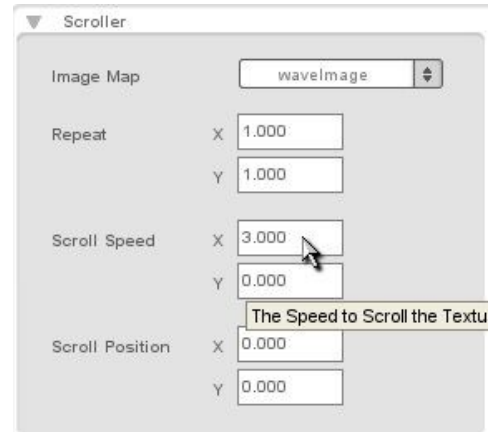 Scroller
Image Map waveImage
Repeat X 1.000
Y 1.000
Scroll Speed X 3.000
Y 0.000
The Speed to Scroll the Textu
Scroll Position X 0.000
Y 0.000